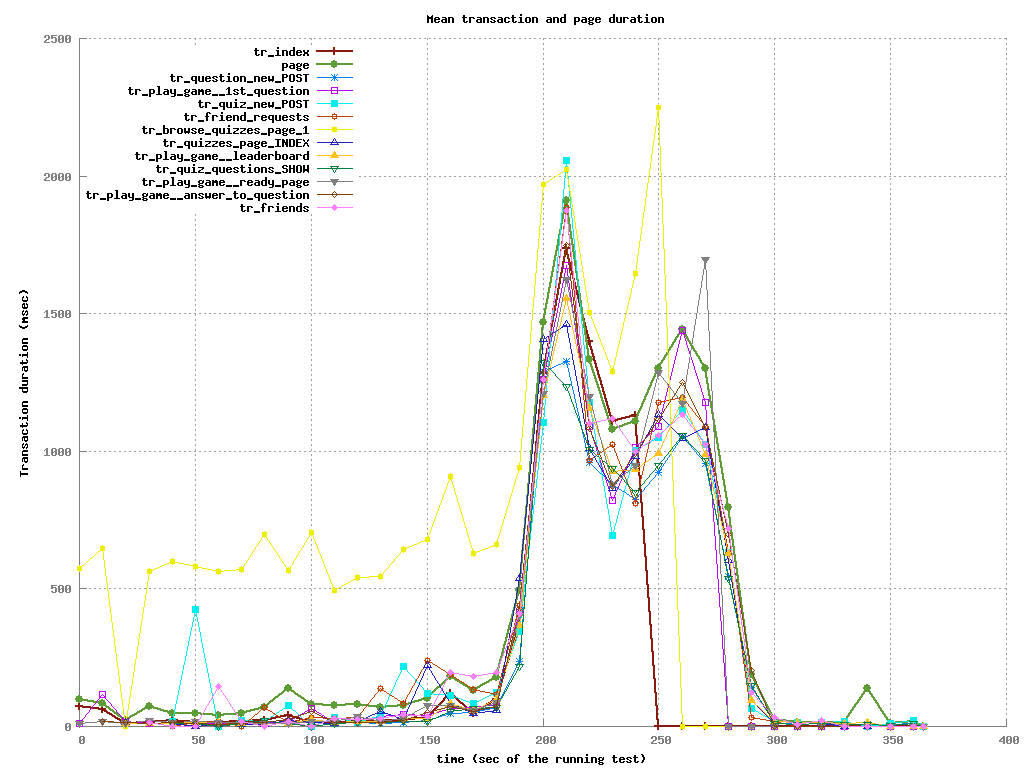 Mean transaction and page duration
2500
2000
1500
1000
500
0
Transaction duration (msec)
tr_index
page
tr_question_new_POST
tr_play_game__1st_question
tr_quiz_new_POST
tr_friend_requests
tr_browse_quizzes_page_1
tr_quizzes_page_INDEX
tr_play_game__leaderboard
tr_quiz_questions_SHOW
tr_play_game__ready_page
tr_play_game__answer_to_question
tr_friends
0 50 100 150 200 250 300 350 400
time (sec of the running test)